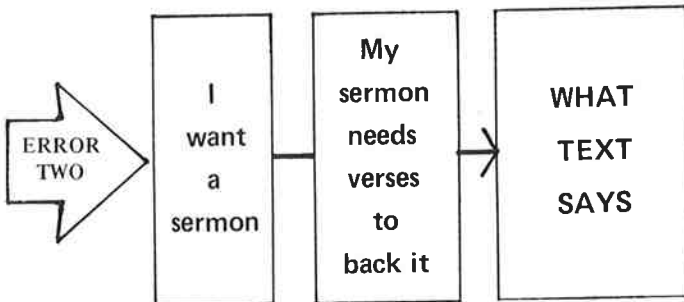 ERROR
TWO
I
want
a
sermon
My
sermon
needs
verses
to
back it
WHAT
TEXT
SAYS